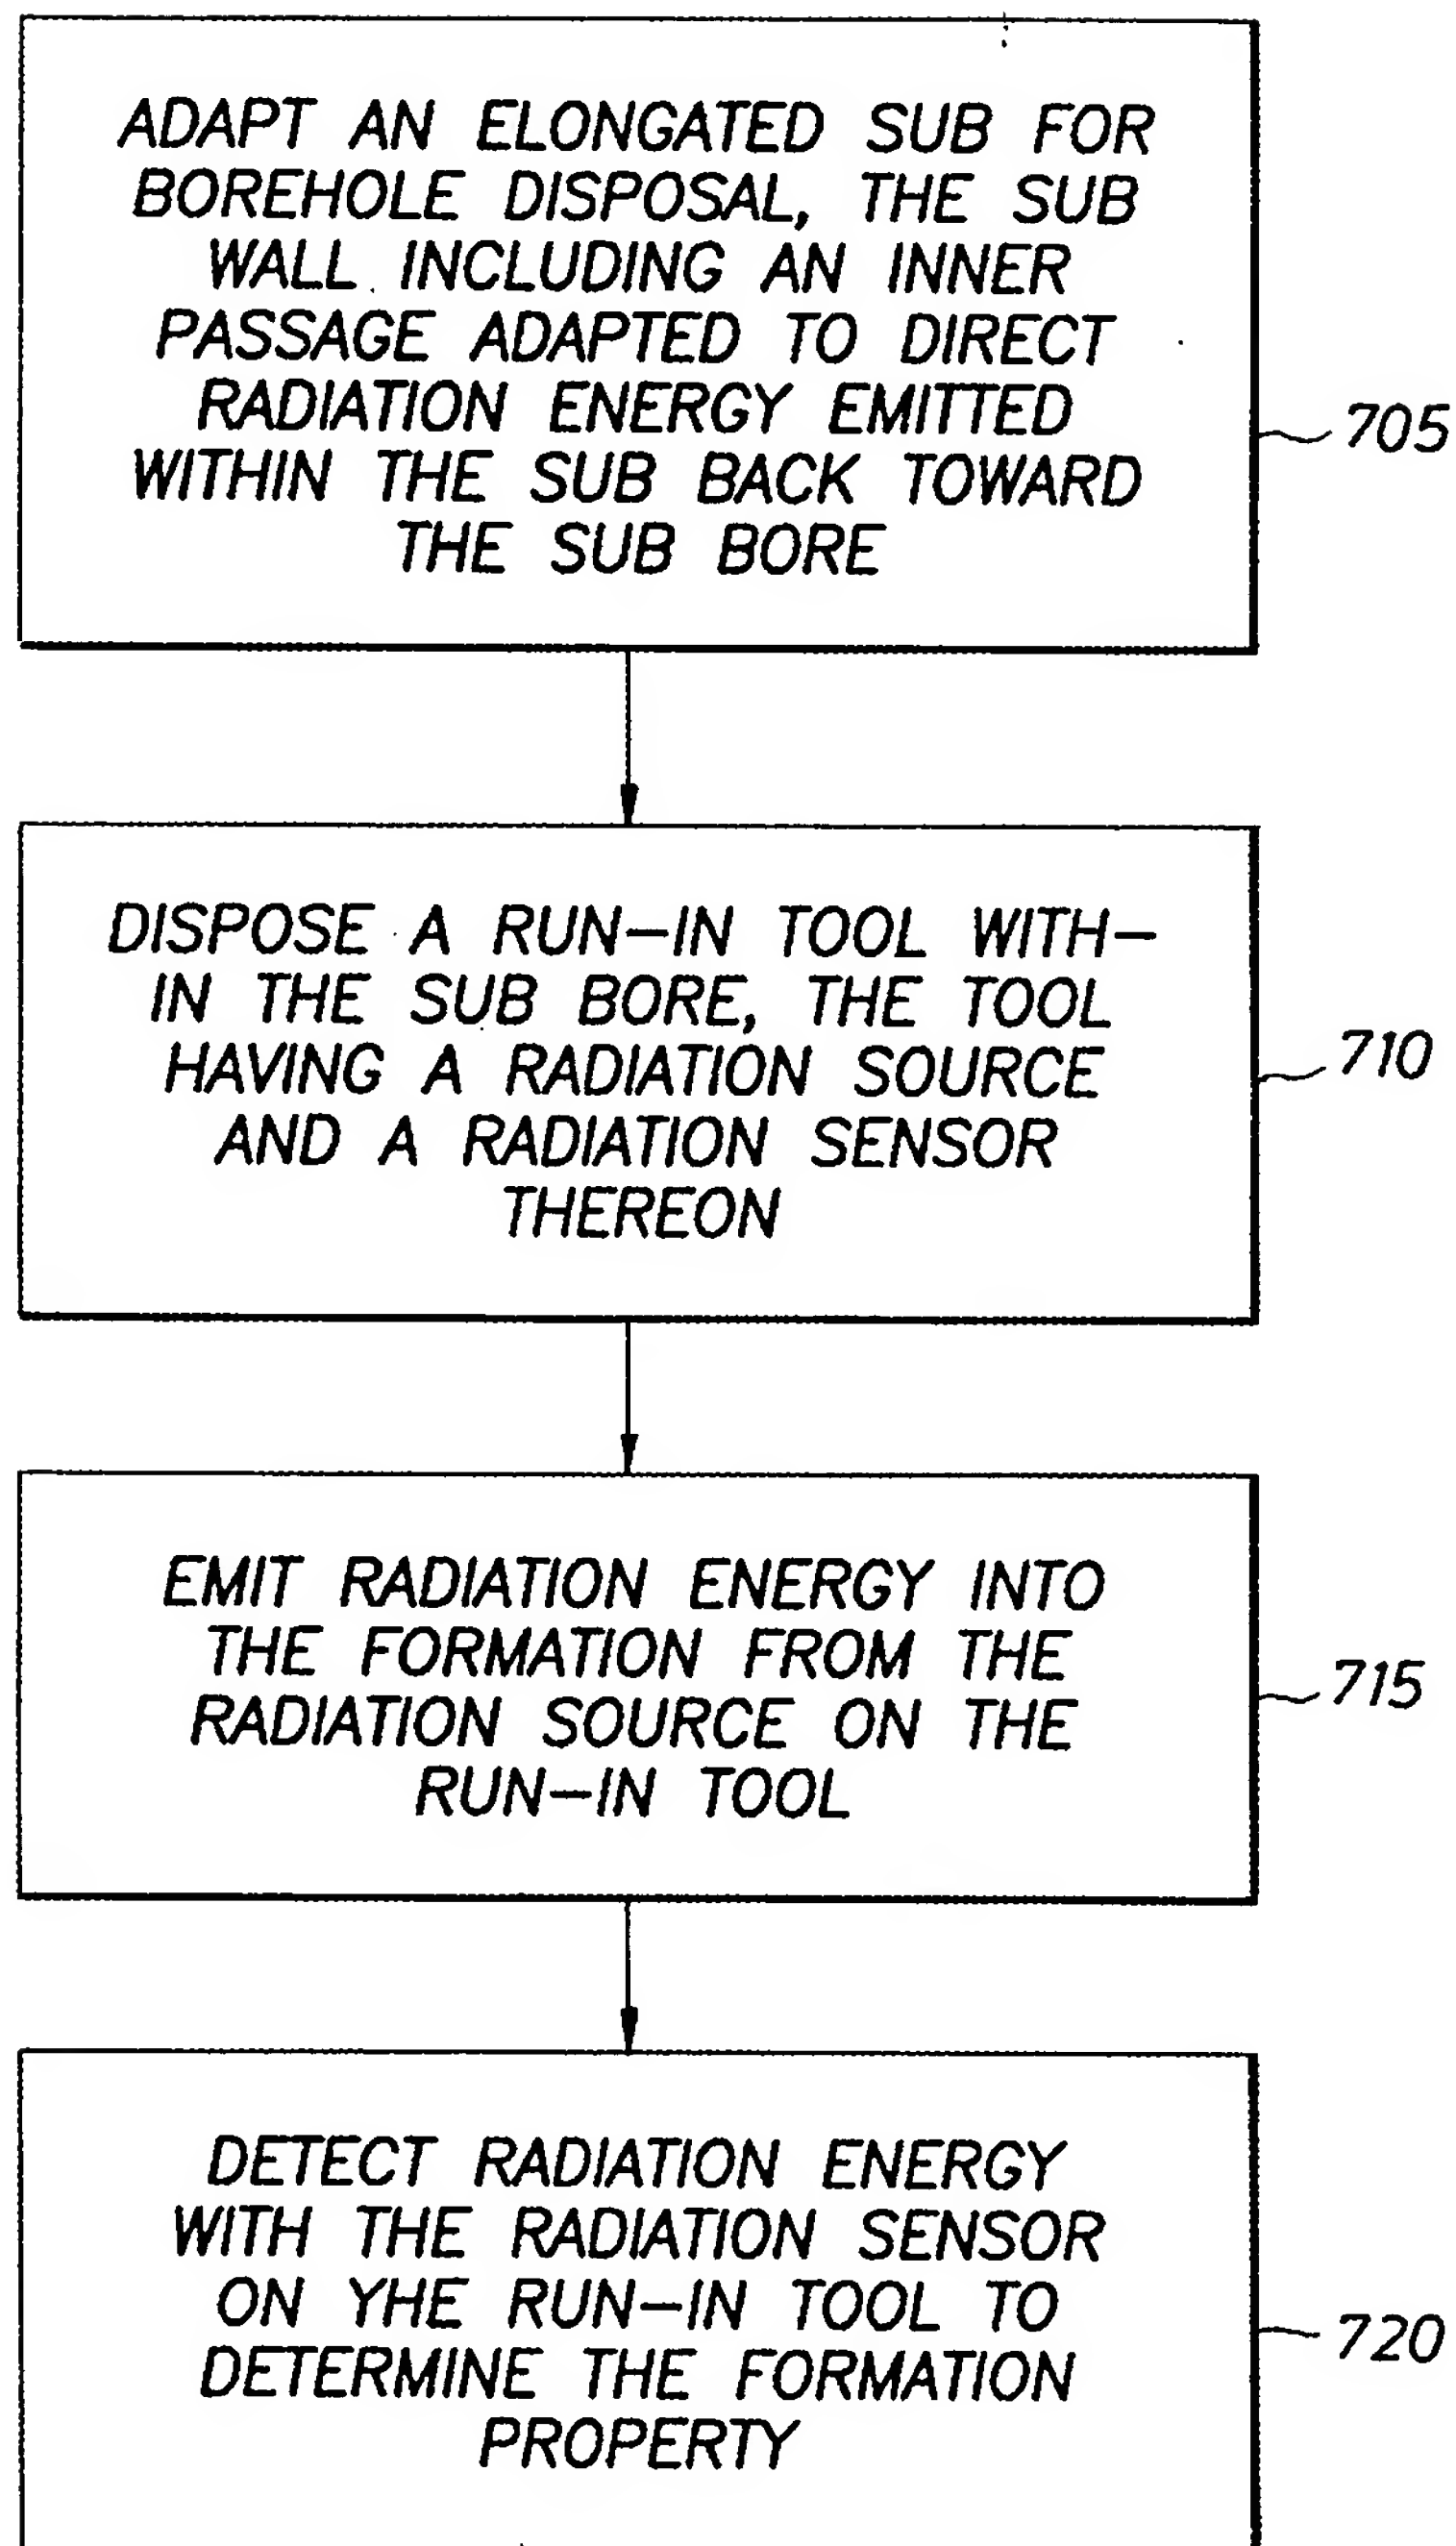 ADAPT AN ELONGATED SUB FOR
BOREHOLE DISPOSAL, THE SUB
WALL INCLUDING AN INNER
PASSAGE ADAPTED TO DIRECT
RADIATION ENERGY EMITTED
WITHIN THE SUB BACK TOWARD
THE SUB BORE
705
DISPOSE A RUN-IN TOOL WITH-
IN THE SUB BORE, THE TOOL
HAVING A RADIATION SOURCE
AND A RADIATION SENSOR
THEREON
710
EMIT RADIATION ENERGY INTO
THE FORMATION FROM THE
RADIATION SOURCE ON THE
RUN-IN TOOL
715
DETECT RADIATION ENERGY
WITH THE RADIATION SENSOR
ON YHE RUN-IN TOOL TO
DETERMINE THE FORMATION
PROPERTY
720